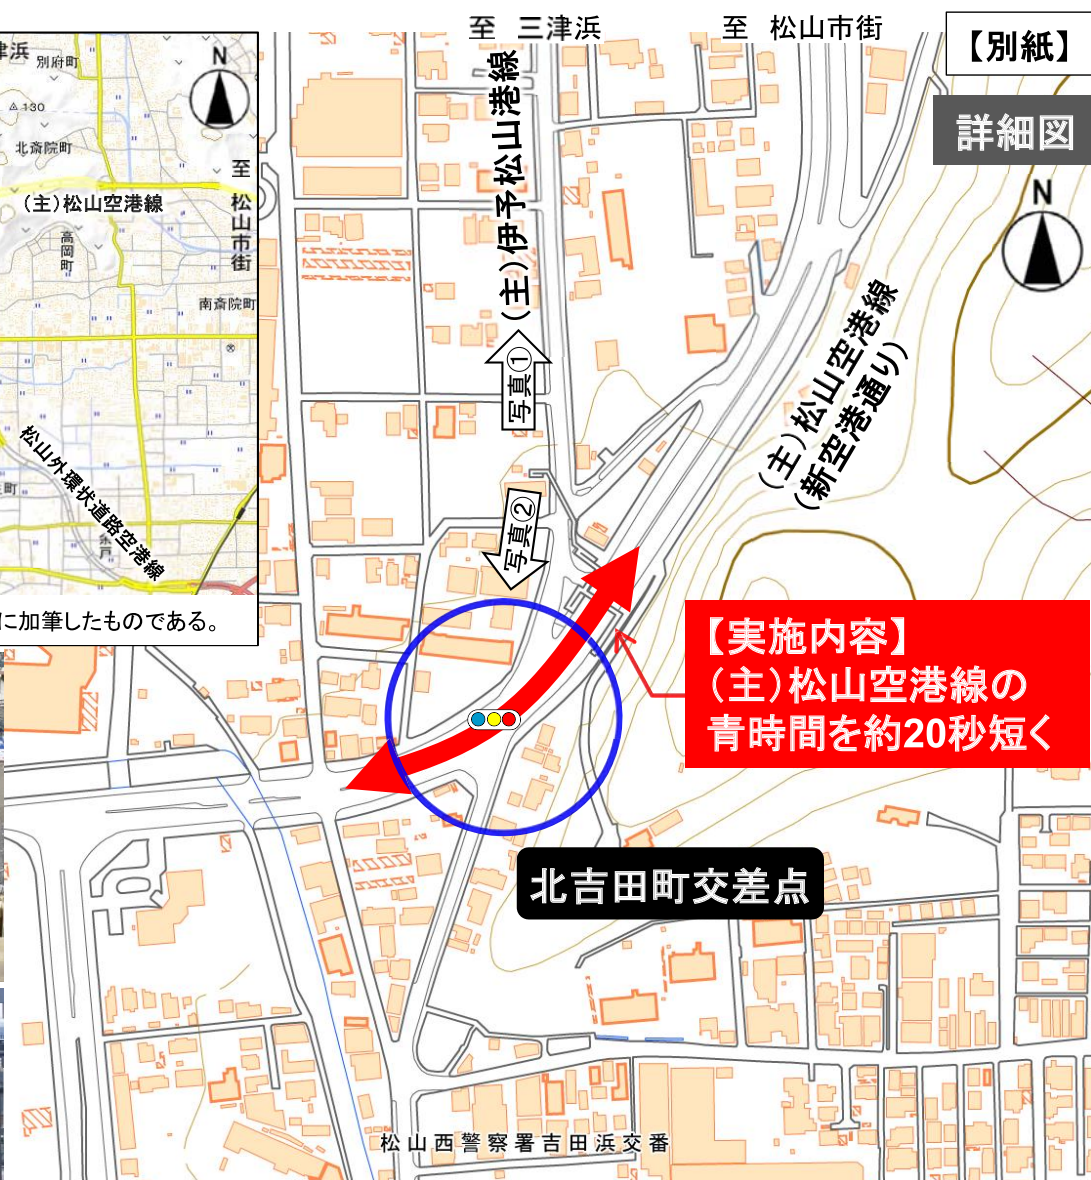 至 三津浜
至 松山市街
【別紙】
詳細図
N
(主)伊予松山港線
(主)松山空港線
(新空港通り)
写真①
写真②
【実施内容】
(主)松山空港線の
青時間を約20秒短く
北吉田町交差点
松山西警察署吉田浜交番
津浜
別府町
N
130
北斎院町
至 松山市街
(主)松山空港線
高岡町
南斎院町
松山外環状道路空港線
町
余戸
に加筆したものである。